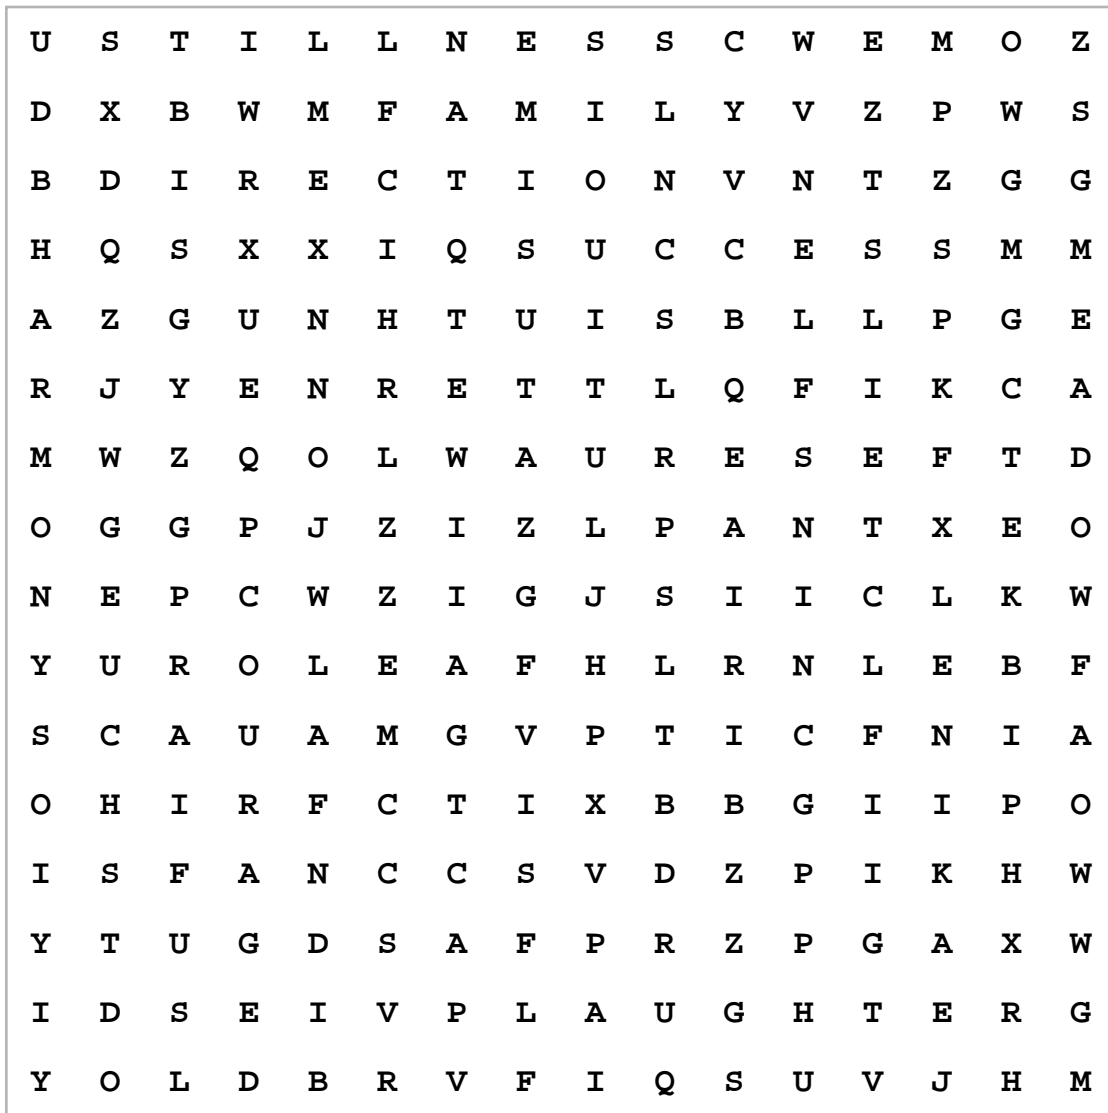 U S T I L L N E S S C W E M O Z
D X B W M F A M I L Y V Z P W S
B D I R E C T I O N V N T Z G G
H Q S X X I Q S U C C E S S M M
A Z G U N H T U I S B L L P G E
R J Y E N R E T T L Q F I K C A
M W Z Q O L W A U R E S E F T D
O G G P J Z I Z L P A N T X E O
N E P C W Z I G J S I I C L K W
Y U R O L E A F H L R N L E B F
S C A U A M G V P T I C F N I A
O H I R F C T I X B B G I I P O
I S F A N C C S V D Z P I K H W
Y T U G D S A F P R Z P G A X W
I D S E I V P L A U G H T E R G
Y O L D B R V F I Q S U V J H M